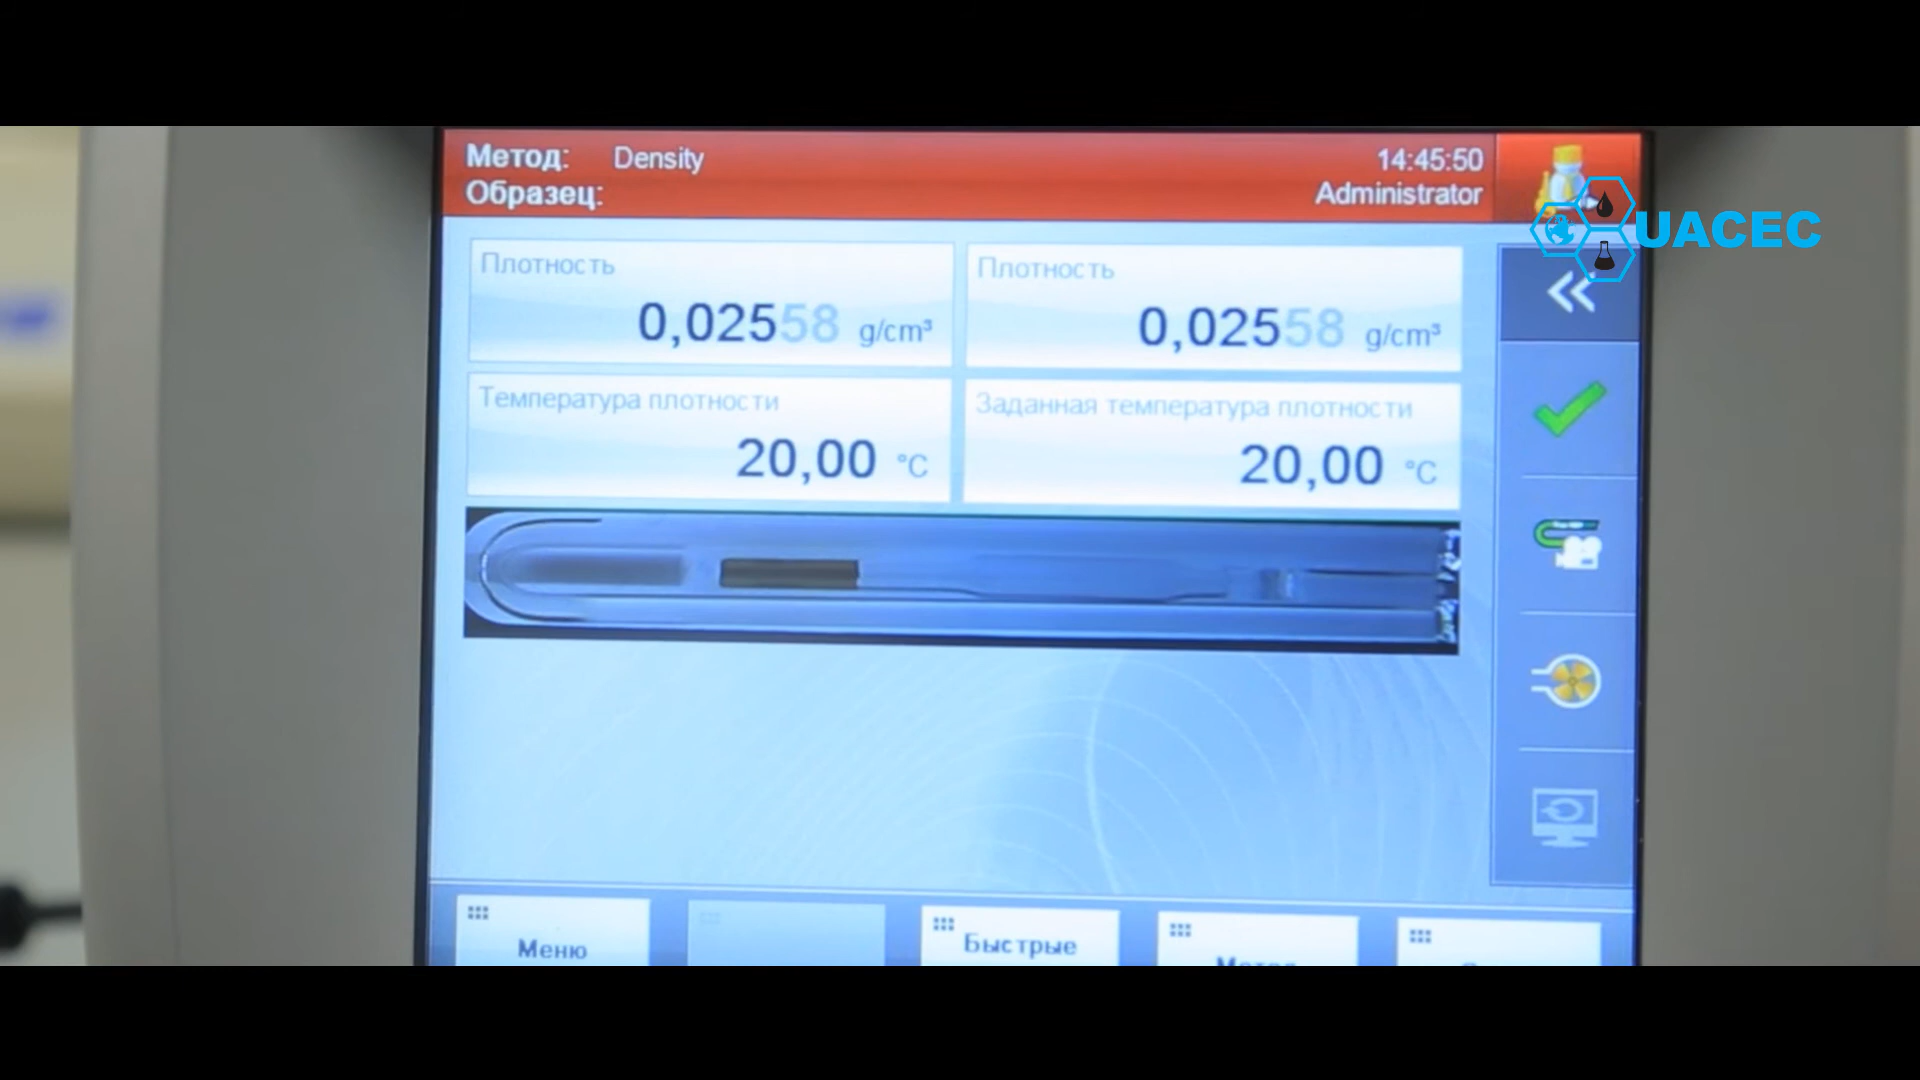 Метод: Density
14:45:50
Образец:
Administrator
UACEC
Плотность
0,02558 g/cm³
Плотность
0,02558 g/cm³
Температура плотности
20,00 °C
Заданная температура плотности
20,00 °C
Меню
Быстрые